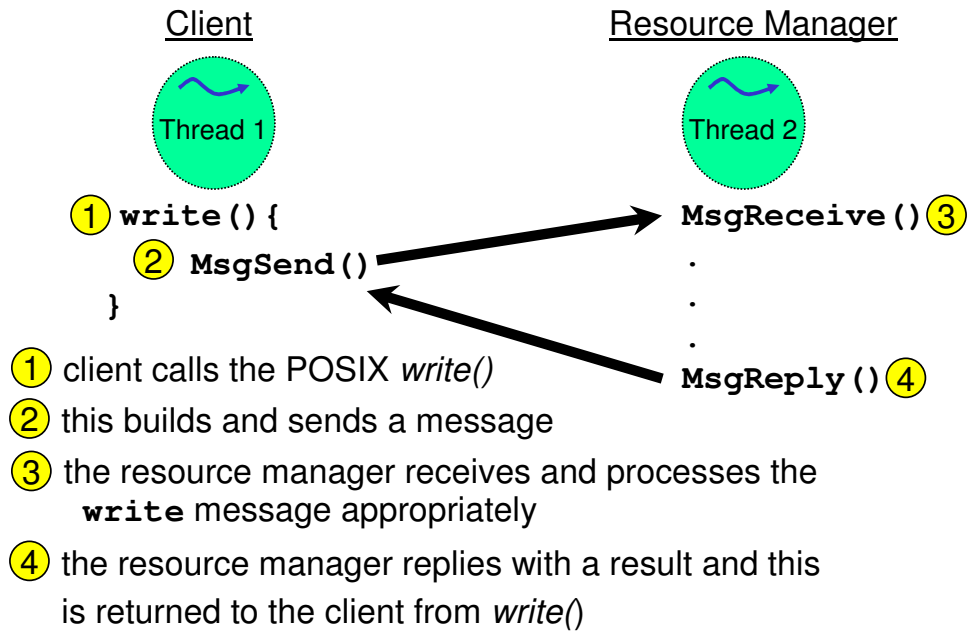 Client
Resource Manager
Thread 1
Thread 2
1 write(){
MsgReceive() 3
2 MsgSend()
.
}
.
.
MsgReply() 4
1 client calls the POSIX write()
2 this builds and sends a message
3 the resource manager receives and processes the
write message appropriately
4 the resource manager replies with a result and this
is returned to the client from write()